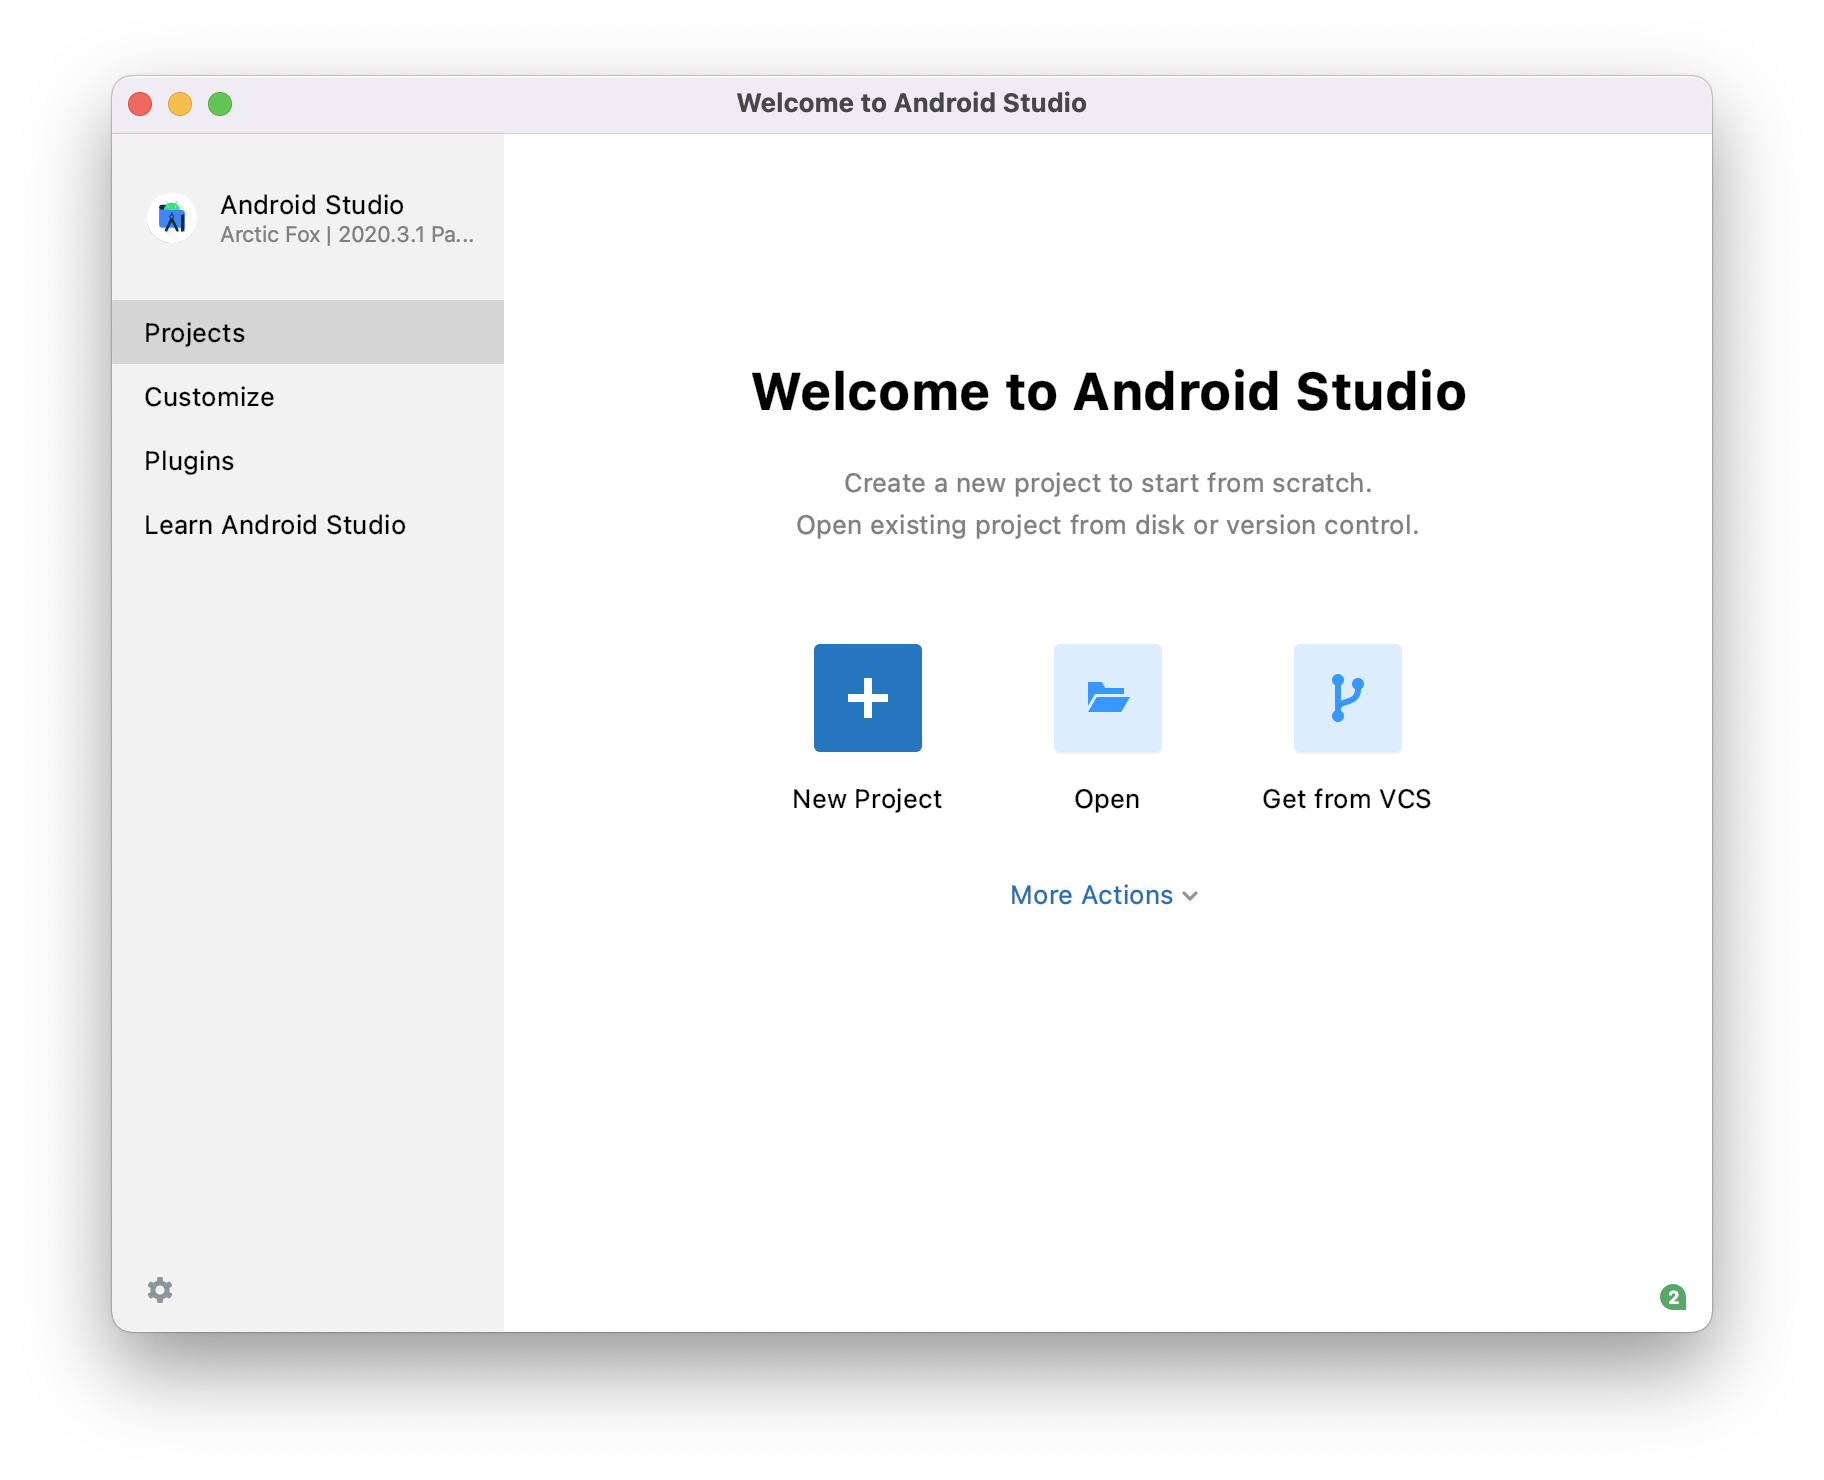 Welcome to Android Studio
Android Studio
Arctic Fox | 2020.3.1 Pa...
Projects
Customize
Plugins
Learn Android Studio
Welcome to Android Studio
Create a new project to start from scratch.
Open existing project from disk or version control.
New Project
Open
Get from VCS
More Actions
2